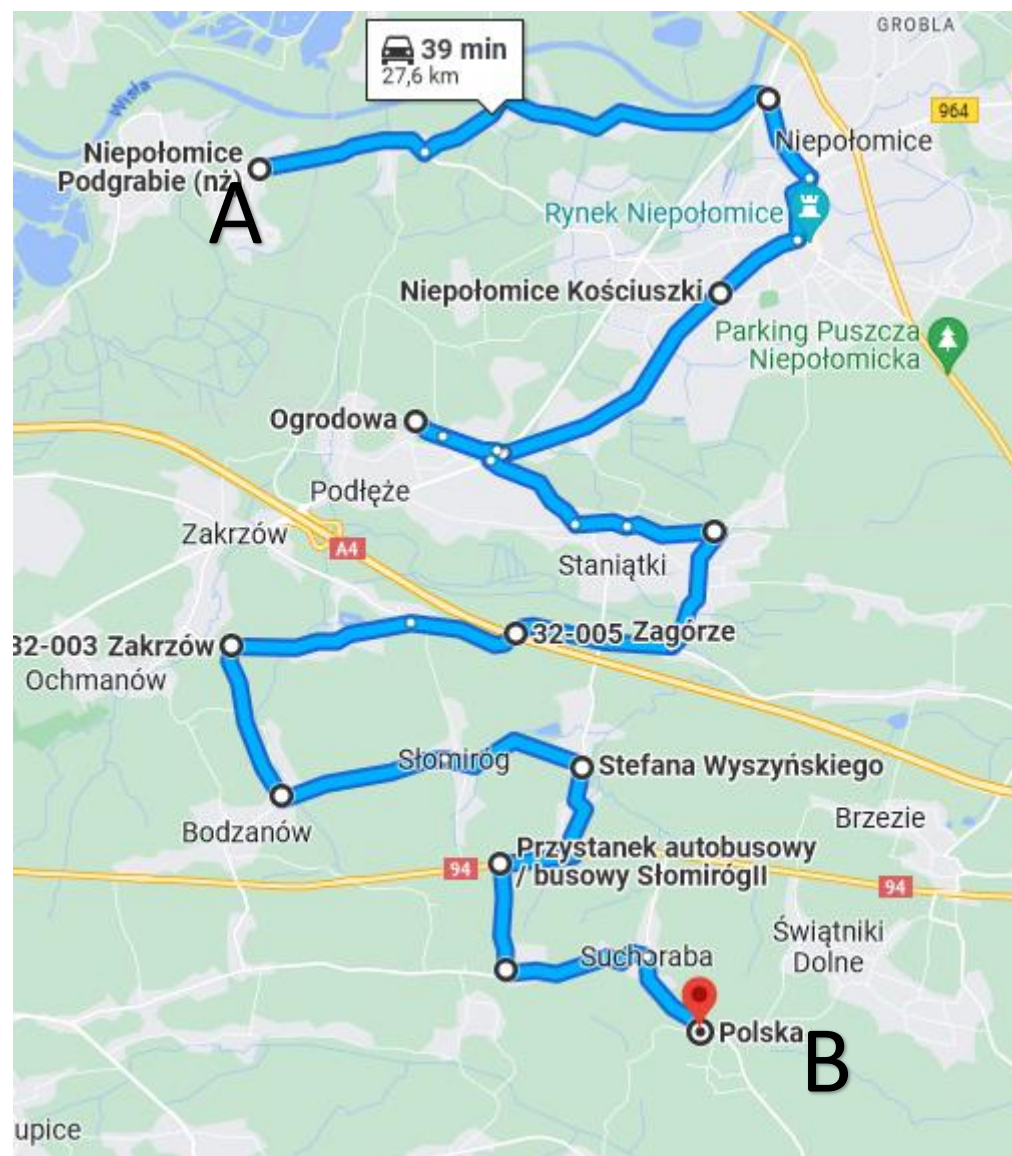 GROBLA
39 min
27,6 km
964
Wisła
Niepołomice
Niepołomice
Podgrabie (nż)
A
Rynek Niepołomice
Niepołomice Kościuszki
Parking Puszcza
Niepołomicka
Ogrodowa
Podłęże
Zakrzów
A4
Staniątki
32-005 Zagórze
32-003 Zakrzów
Ochmanów
Słomiróg
Stefana Wyszyńskiego
Bodzanów
Brzezie
Przystanek autobusowy
/ busowy SłomirógII
94
94
Świątniki
Dolne
Suchoraba
Polska
B
upice